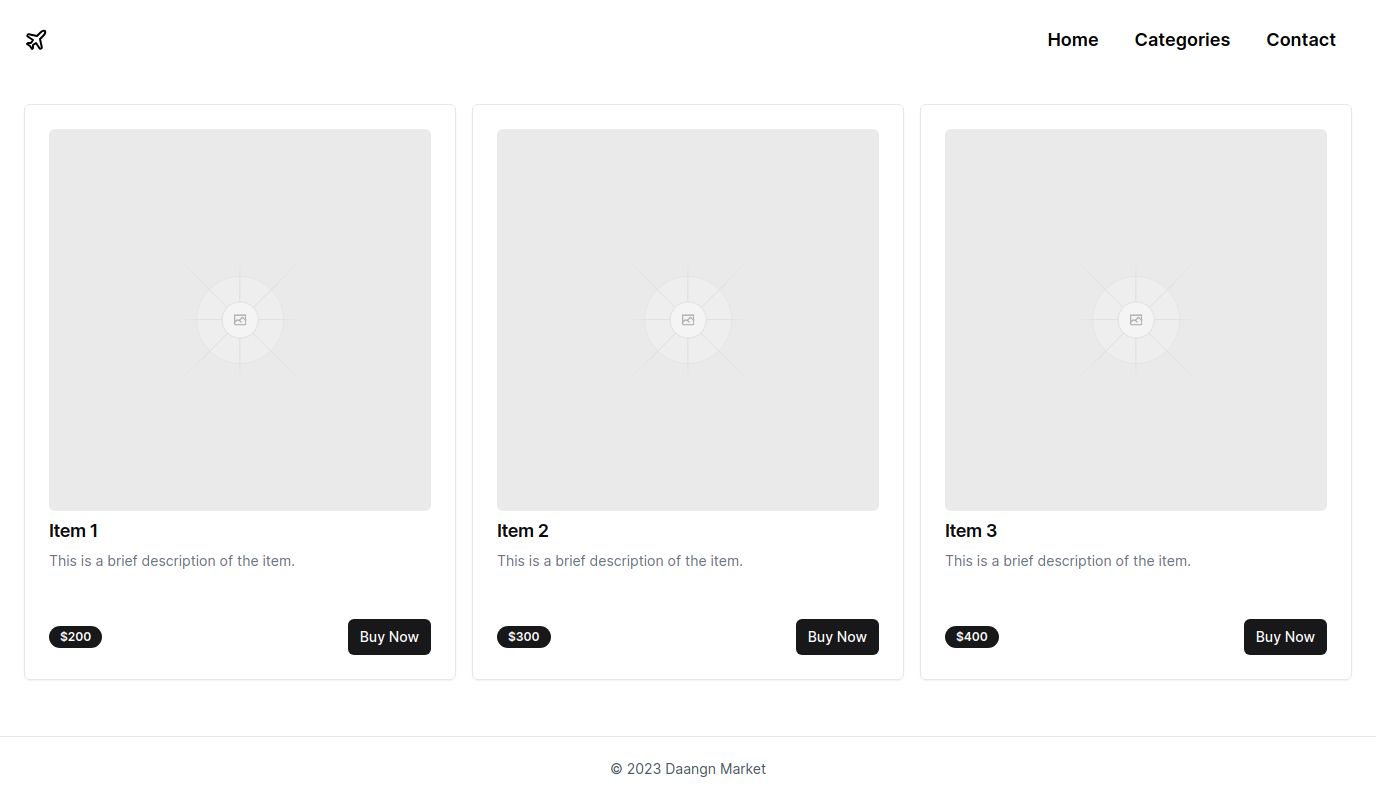 Home Categories Contact
Item 1
This is a brief description of the item.
$200 Buy Now
Item 2
This is a brief description of the item.
$300 Buy Now
Item 3
This is a brief description of the item.
$400 Buy Now
© 2023 Daangn Market